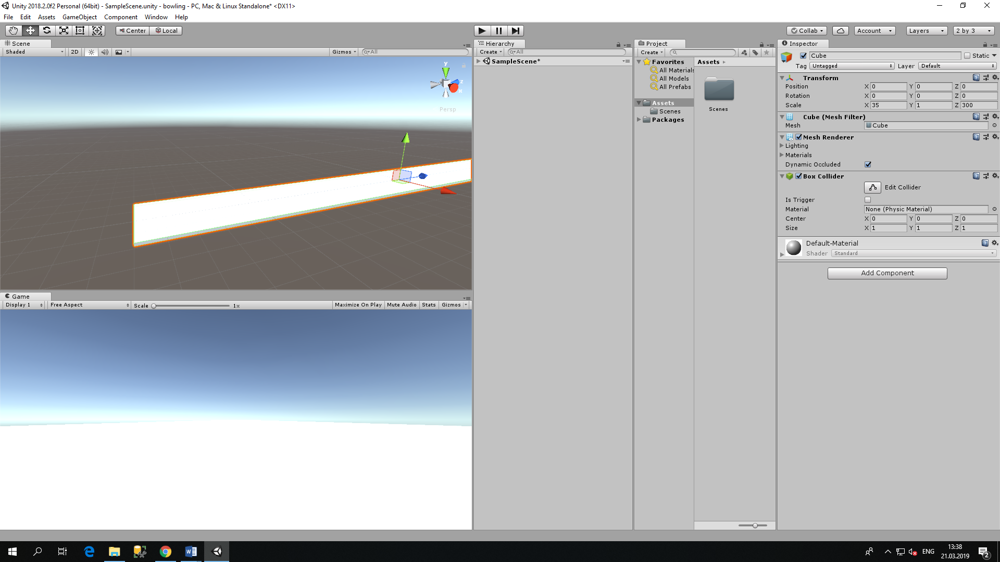 Unity 2018.2.0f2 Personal (64bit) - SampleScene.unity - bowling - PC, Mac & Linux Standalone* <DX11>
File Edit Assets GameObject Component Window Help
Center Local
Collab Account Layers 2 by 3
Scene
Shaded 2D Gizmos All
y
z
x
Persp
Game
Display 1 Free Aspect Scale 1x Maximize On Play Mute Audio Stats Gizmos
Hierarchy
Create All
SampleScene*
Project
Create
Favorites
All Materials
All Models
All Prefabs
Assets
Scenes
Packages
Assets
Scenes
Inspector
Cube Static
Tag Untagged Layer Default
Transform
Position X 0 Y 0 Z 0
Rotation X 0 Y 0 Z 0
Scale X 35 Y 1 Z 300
Cube (Mesh Filter)
Mesh Cube
Mesh Renderer
Lighting
Materials
Dynamic Occluded
Box Collider
Edit Collider
Is Trigger
Material None (Physic Material)
Center X 0 Y 0 Z 0
Size X 1 Y 1 Z 1
Default-Material
Shader Standard
Add Component
ENG
13:38
21.03.2019
2